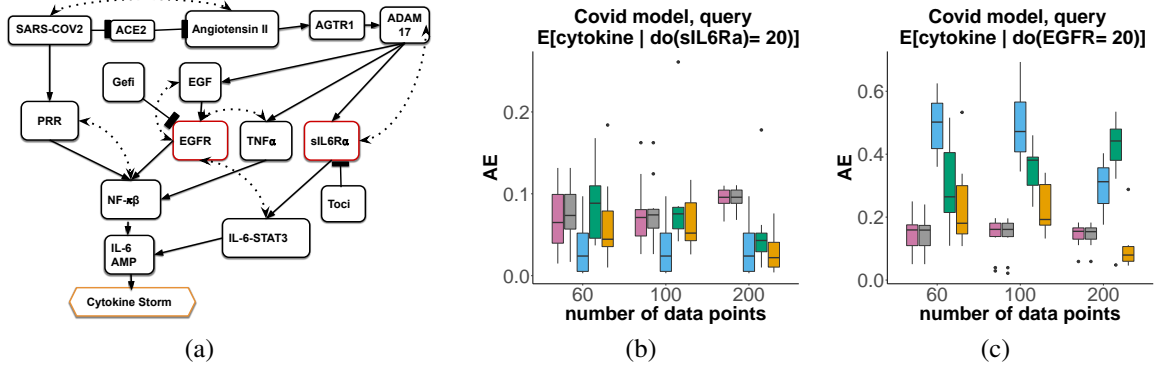 SARS-COV2
ACE2
Angiotensin II
AGTR1
ADAM
17
Gefi
EGF
PRR
EGFR
TNFα
sIL6Rα
NF-κβ
Toci
IL-6-STAT3
IL-6
AMP
Cytokine Storm
(a)
Covid model, query
E[cytokine | do(sIL6Ra)= 20)]
AE
0.2
0.1
0.0
60
100
200
number of data points
(b)
Covid model, query
E[cytokine | do(EGFR= 20)]
AE
0.6
0.4
0.2
0.0
60
100
200
number of data points
(c)